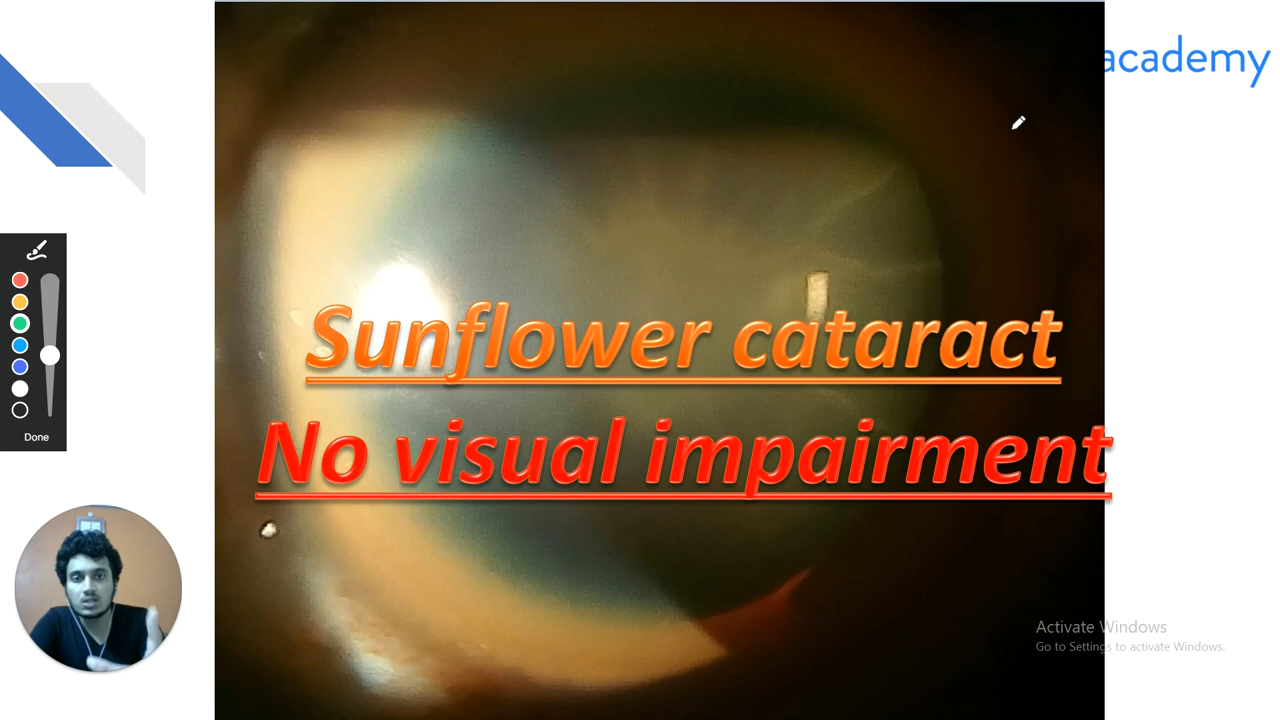 academy
Sunflower cataract
No visual impairment
Done
Activate Windows
Go to Settings to activate Windows.